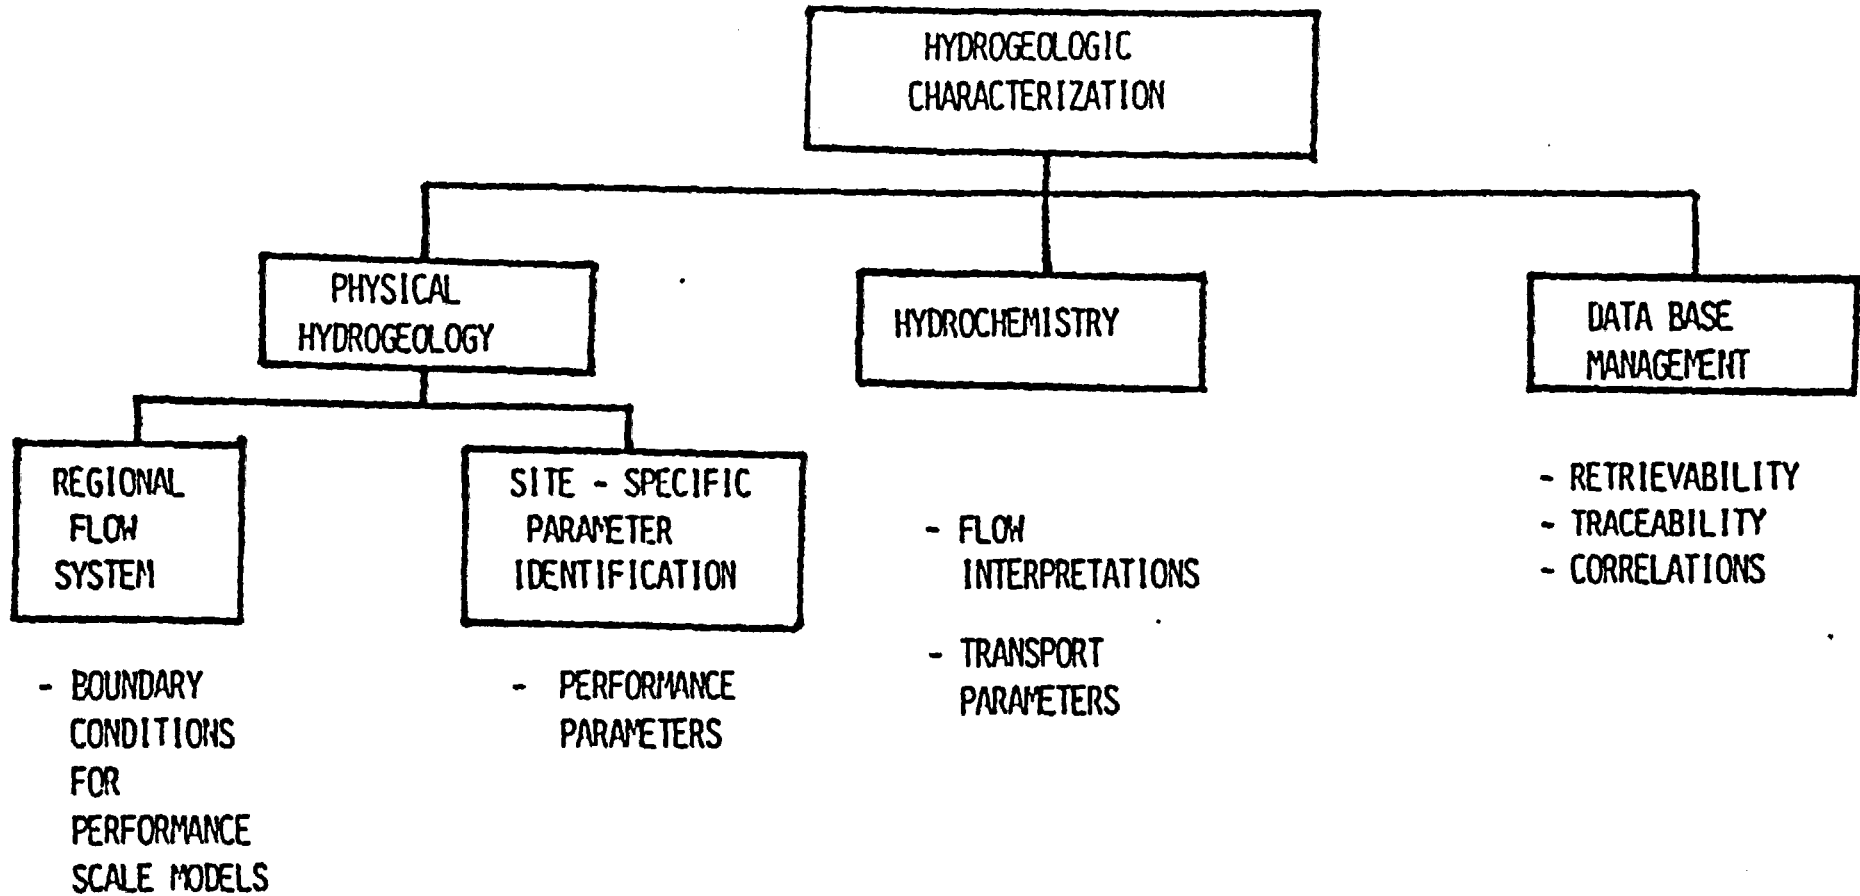 HYDROGEOLOGIC
CHARACTERIZATION
PHYSICAL
HYDROGEOLOGY
HYDROCHEMISTRY
DATA BASE
MANAGEMENT
REGIONAL
FLOW
SYSTEM
SITE - SPECIFIC
PARAMETER
IDENTIFICATION
- BOUNDARY
CONDITIONS
FOR
PERFORMANCE
SCALE MODELS
- PERFORMANCE
PARAMETERS
- FLOW
INTERPRETATIONS
- TRANSPORT
PARAMETERS
- RETRIEVABILITY
- TRACEABILITY
- CORRELATIONS